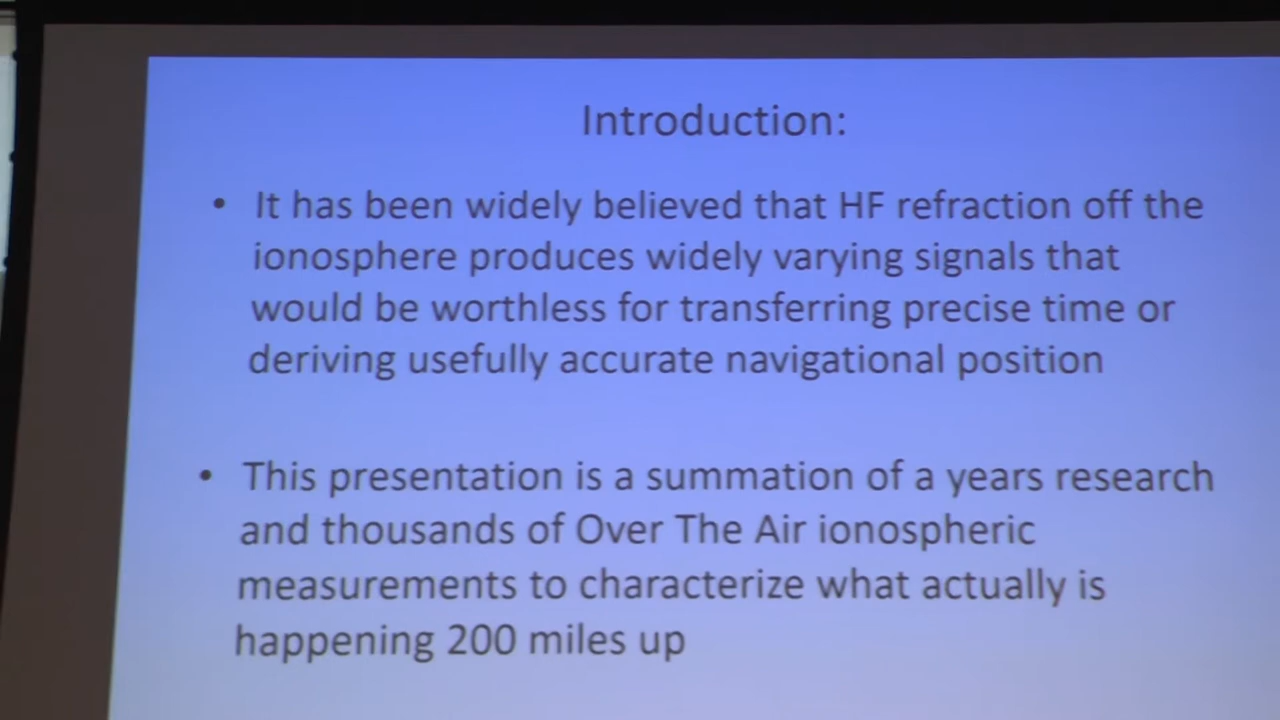 Introduction:
• It has been widely believed that HF refraction off the
ionosphere produces widely varying signals that
would be worthless for transferring precise time or
deriving usefully accurate navigational position
• This presentation is a summation of a years research
and thousands of Over The Air ionospheric
measurements to characterize what actually is
happening 200 miles up